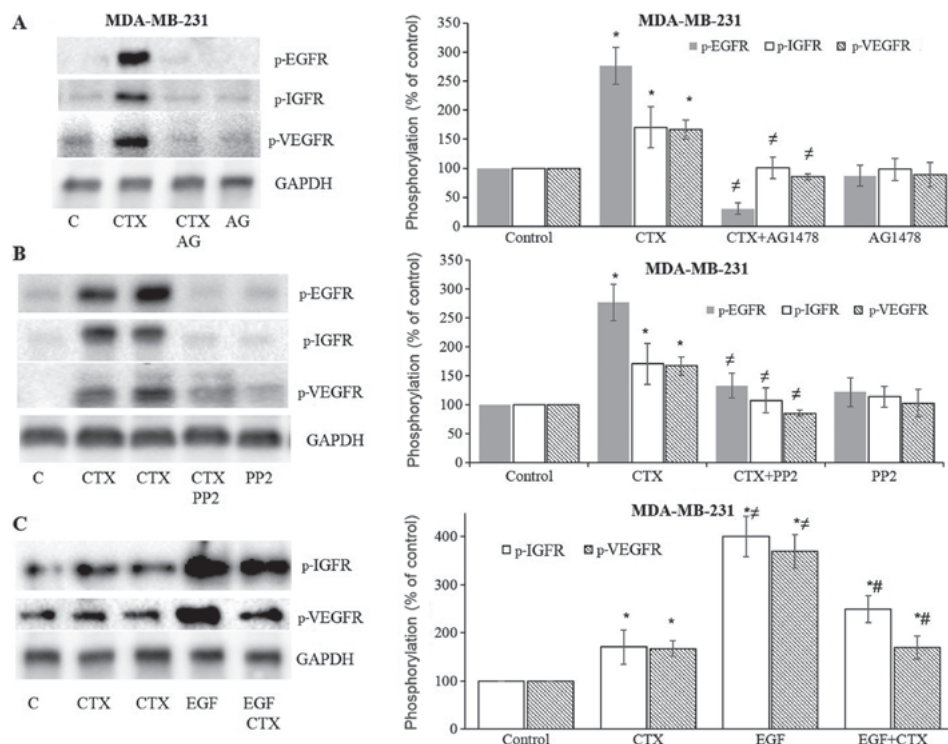 A
MDA-MB-231
p-EGFR
p-IGFR
p-VEGFR
GAPDH
C CTX CTX AG
AG
MDA-MB-231
Phosphorylation (% of control)
350
300
250
200
150
100
50
0
p-EGFR p-IGFR p-VEGFR
*
* *
≠
≠ ≠
Control CTX CTX+AG1478 AG1478
B
p-EGFR
p-IGFR
p-VEGFR
GAPDH
C CTX CTX CTX PP2
PP2
MDA-MB-231
Phosphorylation (% of control)
350
300
250
200
150
100
50
0
p-EGFR p-IGFR p-VEGFR
*
* *
≠ ≠ ≠
Control CTX CTX+PP2 PP2
C
p-IGFR
p-VEGFR
GAPDH
C CTX CTX EGF EGF
CTX
MDA-MB-231
Phosphorylation (% of control)
400
300
200
100
0
p-IGFR p-VEGFR
* *
*≠ *≠
*# *#
Control CTX EGF EGF+CTX